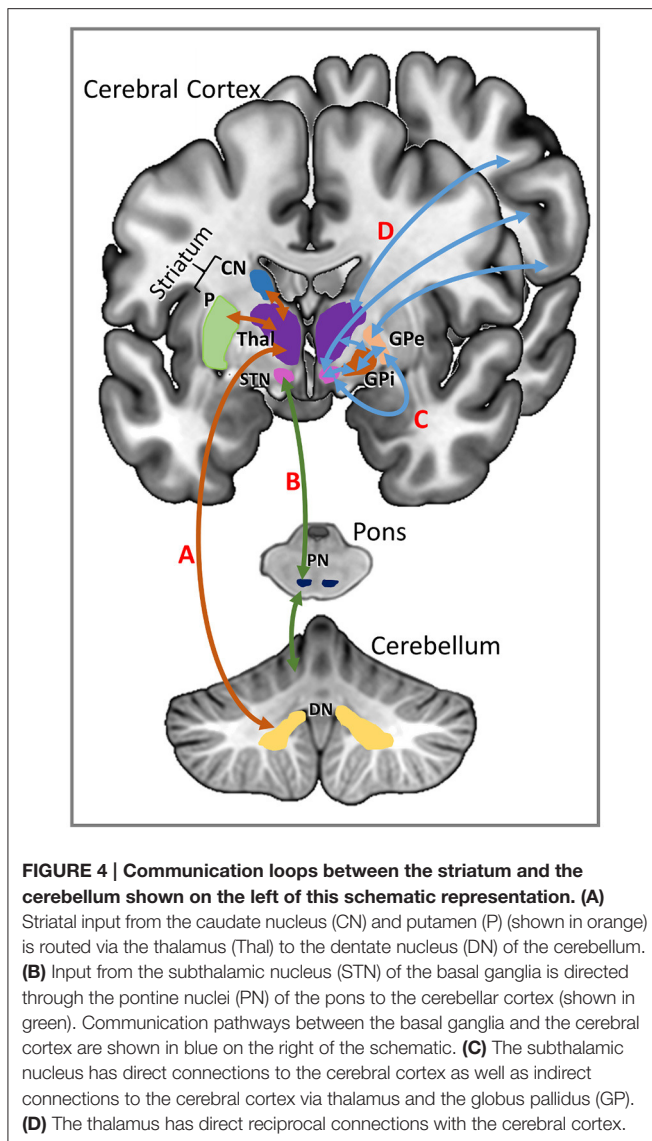 Cerebral Cortex
D
Striatum
CN
P
Thal
GPe
STN
GPi
C
B
Pons
A
PN
Cerebellum
DN
FIGURE 4 | Communication loops between the striatum and the
cerebellum shown on the left of this schematic representation. (A)
Striatal input from the caudate nucleus (CN) and putamen (P) (shown in orange)
is routed via the thalamus (Thal) to the dentate nucleus (DN) of the cerebellum.
(B) Input from the subthalamic nucleus (STN) of the basal ganglia is directed
through the pontine nuclei (PN) of the pons to the cerebellar cortex (shown in
green). Communication pathways between the basal ganglia and the cerebral
cortex are shown in blue on the right of the schematic. (C) The subthalamic
nucleus has direct connections to the cerebral cortex as well as indirect
connections to the cerebral cortex via thalamus and the globus pallidus (GP).
(D) The thalamus has direct reciprocal connections with the cerebral cortex.